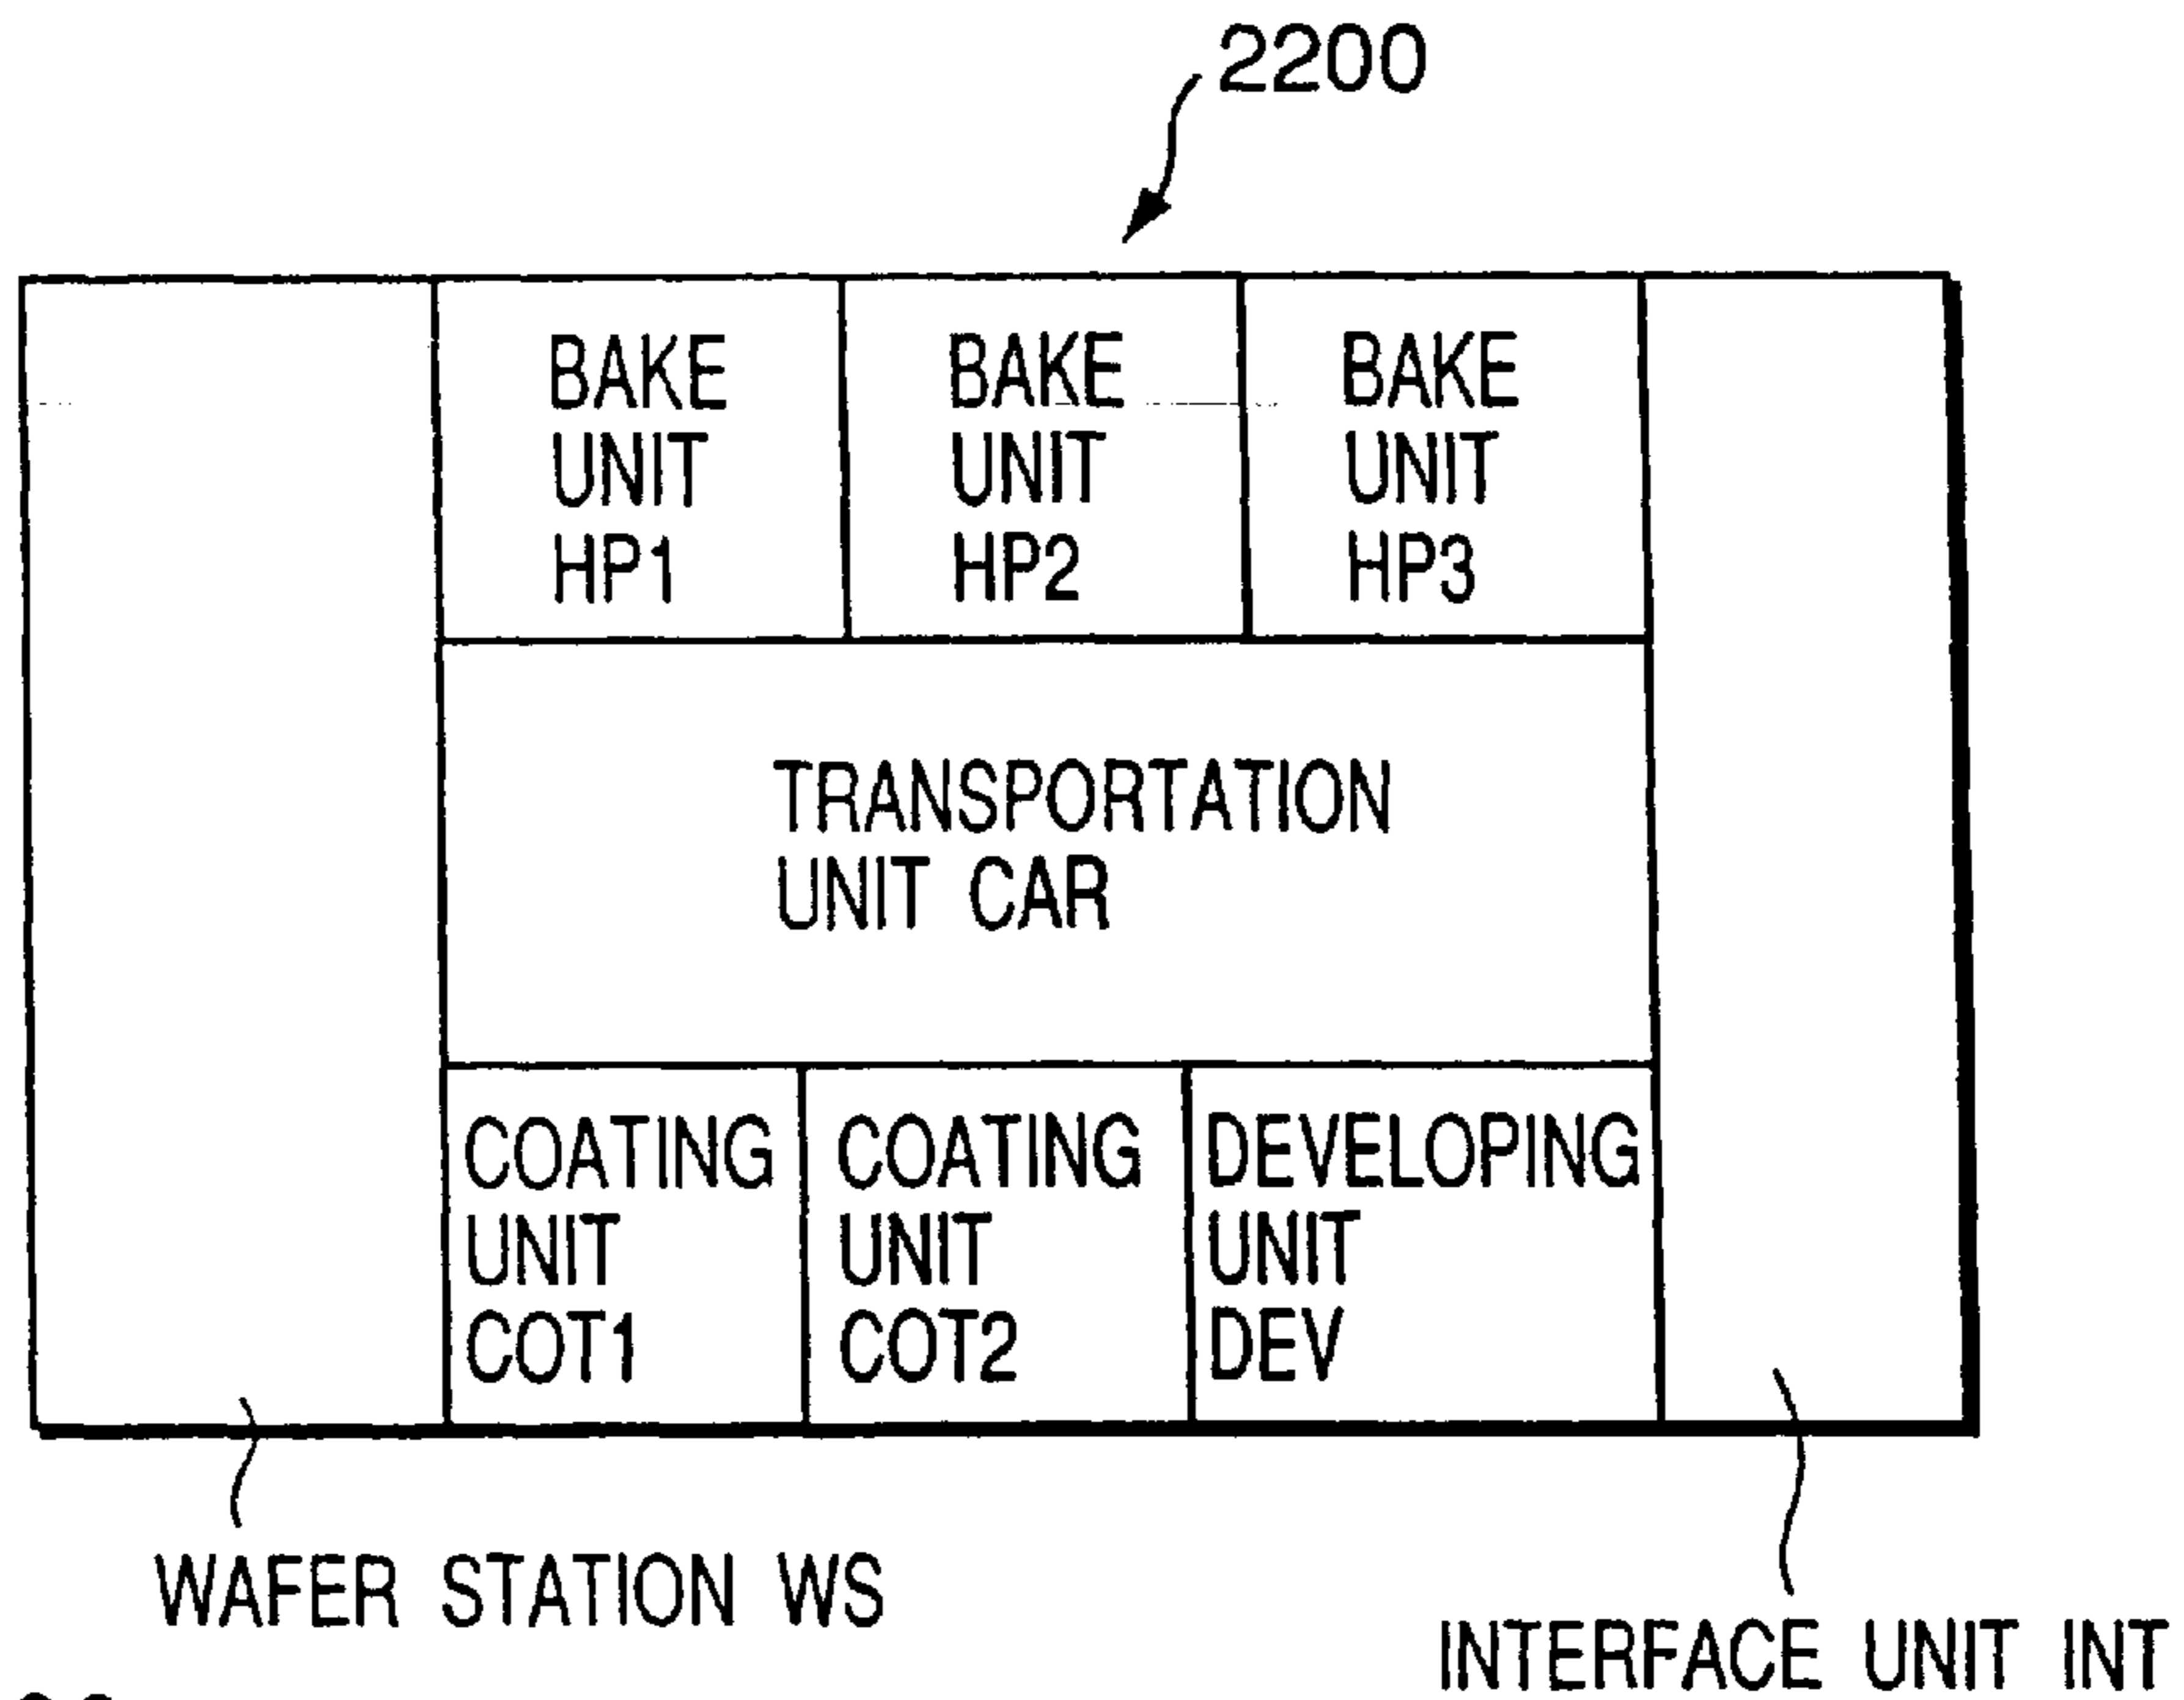 2200
BAKE
UNIT
HP1
BAKE
UNIT
HP2
BAKE
UNIT
HP3
TRANSPORTATION
UNIT CAR
COATING
UNIT
COT1
COATING
UNIT
COT2
DEVELOPING
UNIT
DEV
WAFER STATION WS
INTERFACE UNIT INT